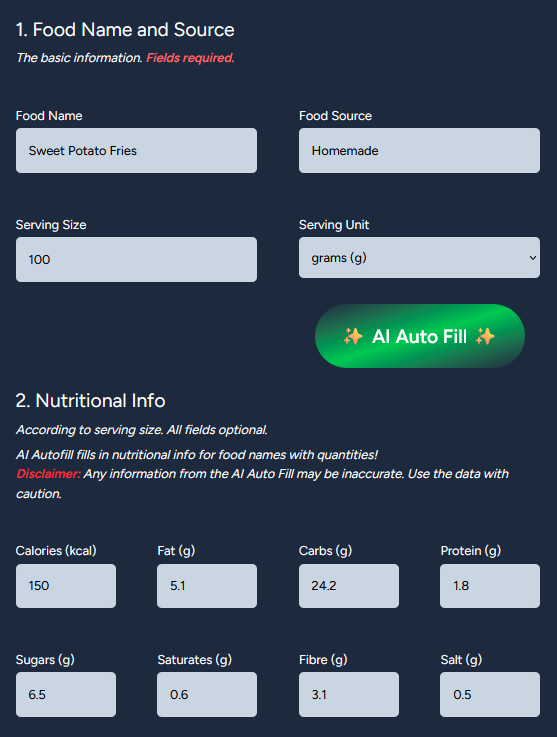 1. Food Name and Source
The basic information. Fields required.
Food Name
Food Source
Sweet Potato Fries
Homemade
Serving Size
Serving Unit
100
grams (g)
✨ AI Auto Fill ✨
2. Nutritional Info
According to serving size. All fields optional.
AI Autofill fills in nutritional info for food names with quantities!
Disclaimer: Any information from the AI Auto Fill may be inaccurate. Use the data with
caution.
Calories (kcal)
Fat (g)
Carbs (g)
Protein (g)
150
5.1
24.2
1.8
Sugars (g)
Saturates (g)
Fibre (g)
Salt (g)
6.5
0.6
3.1
0.5